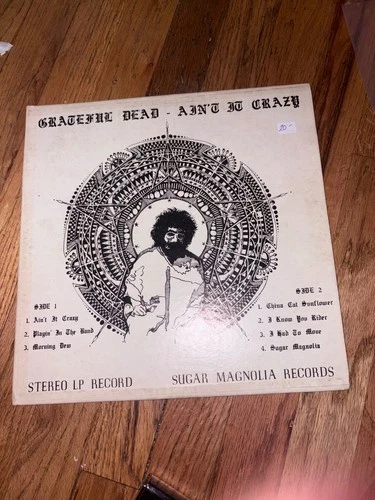 GRATEFUL DEAD - AIN'T IT CRAZY
20-
SIDE 1
1. Ain't It Crazy
2. Playin' In The Band
3. Morning Dew
SIDE 2
1. China Cat Sunflower
2. I Know You Rider
3. I Had To Move
4. Sugar Magnolia
STEREO LP RECORD SUGAR MAGNOLIA RECORDS